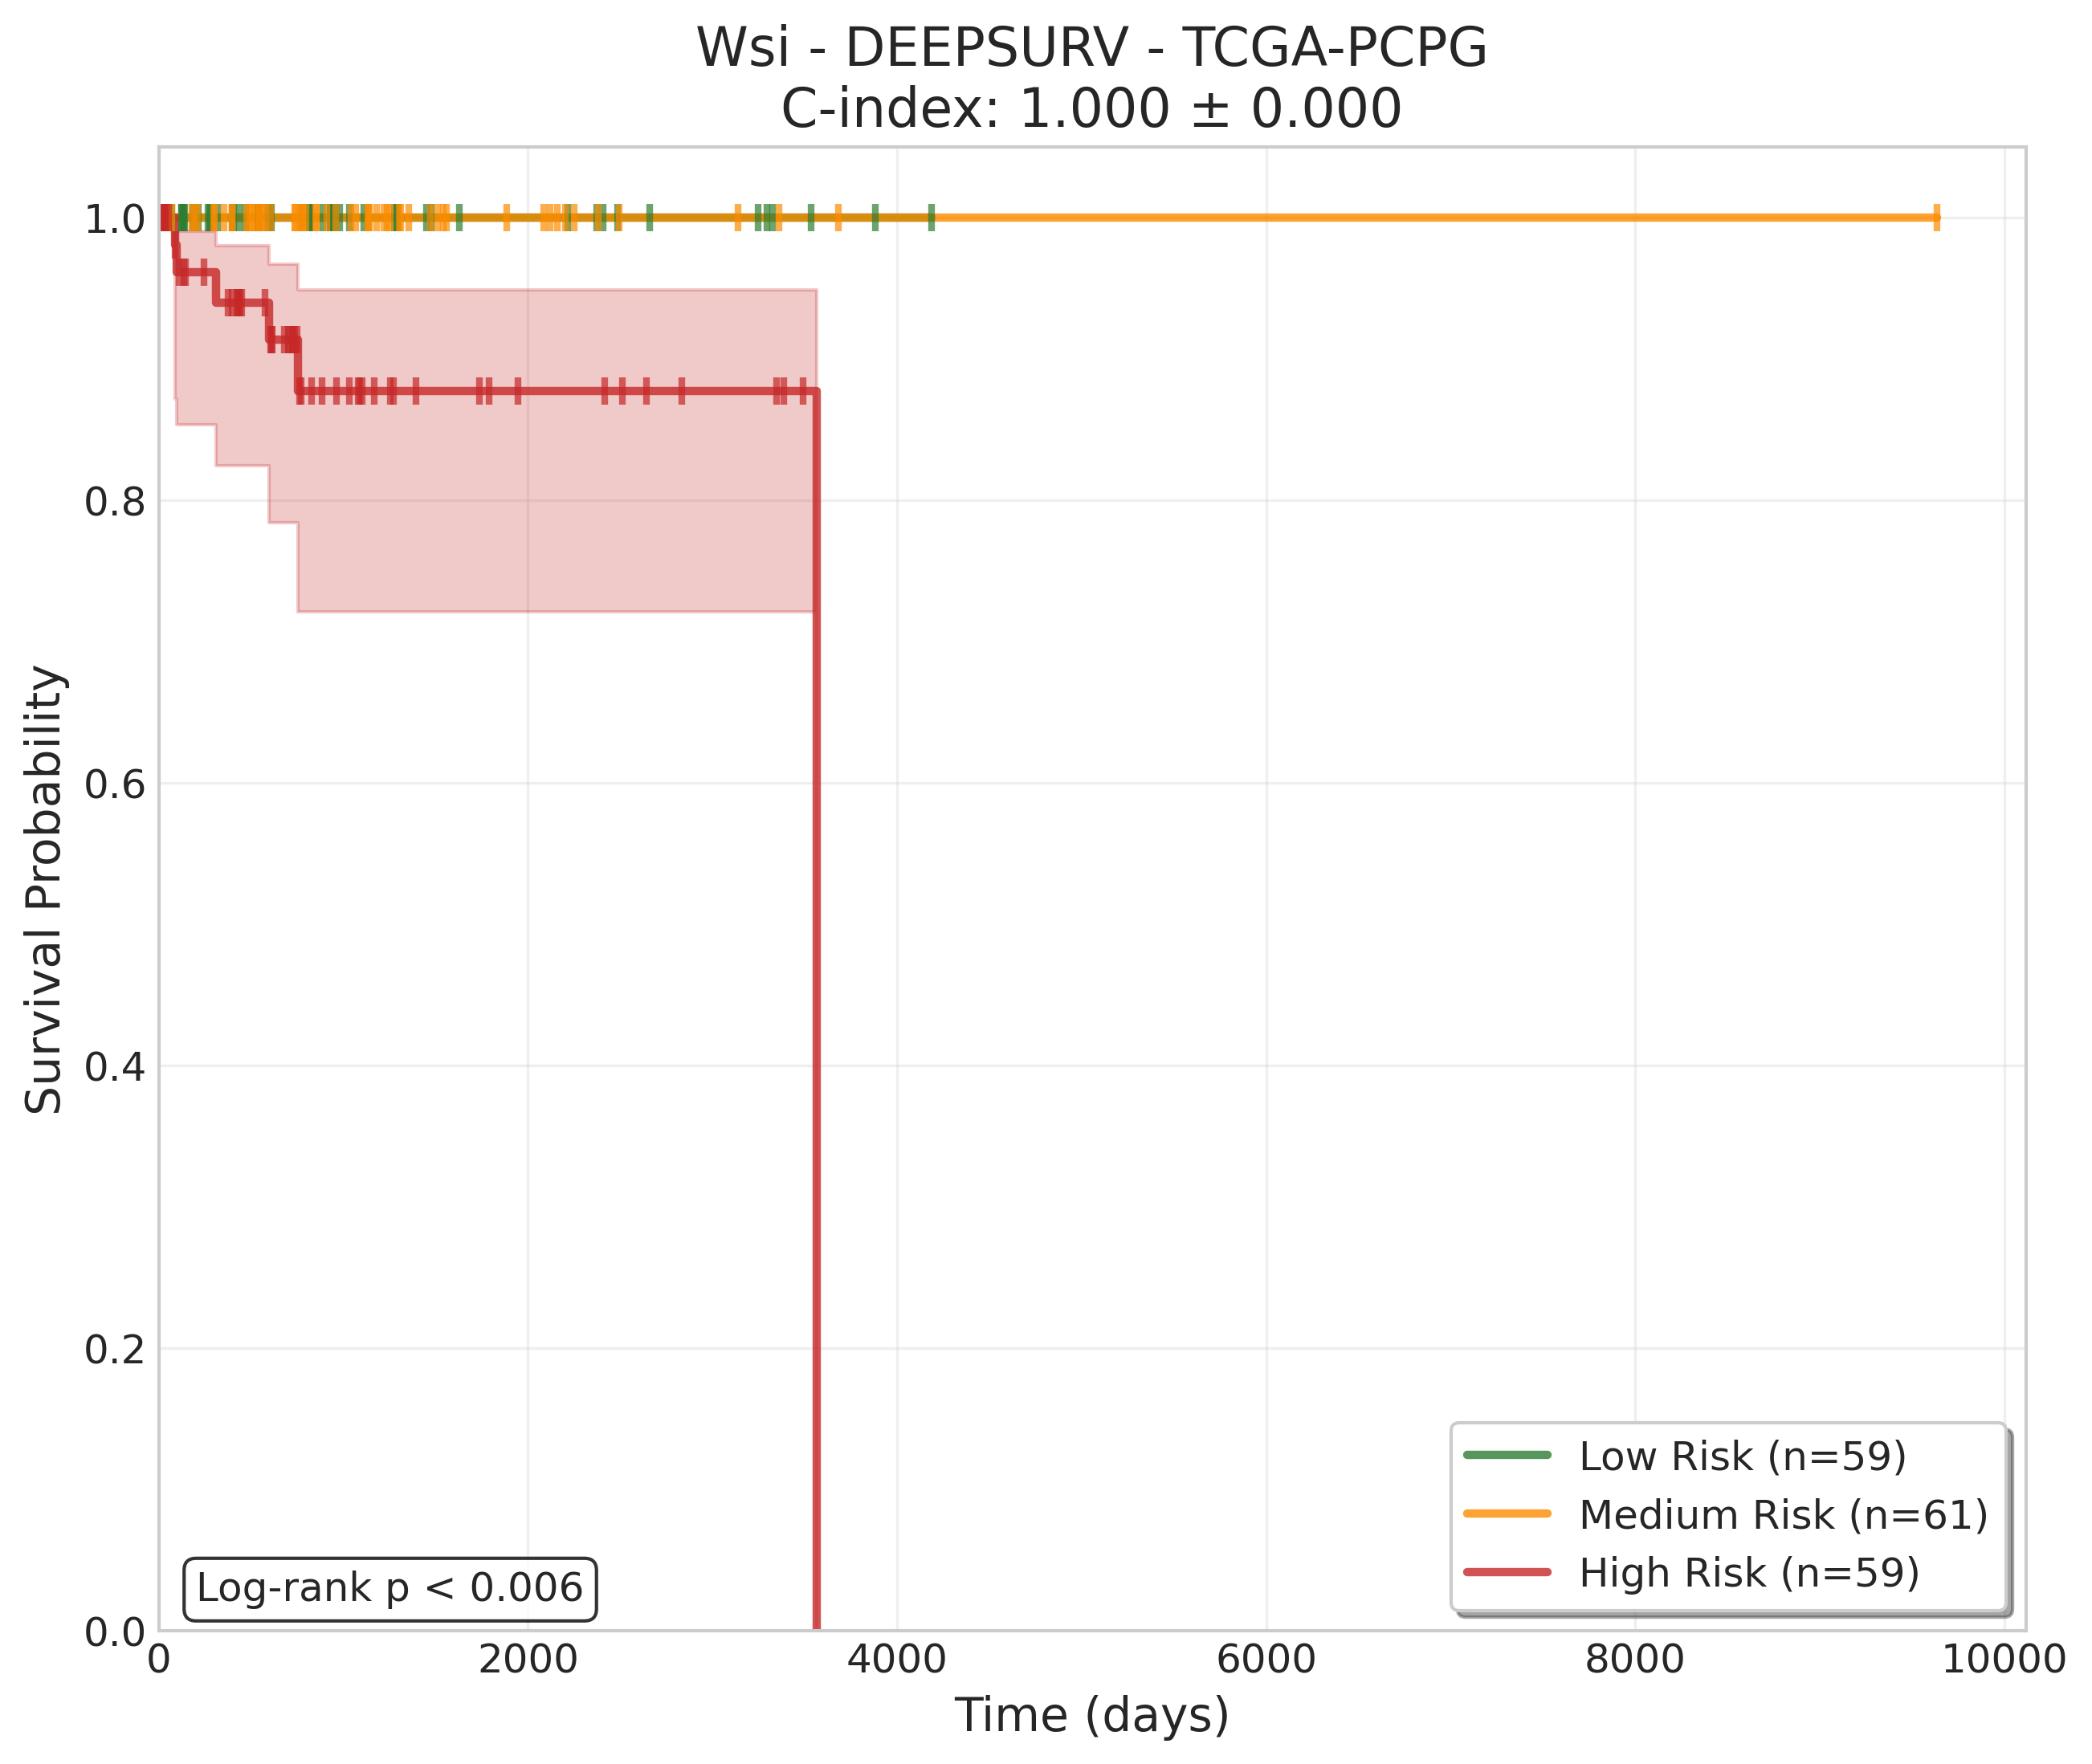 Wsi - DEEPSURV - TCGA-PCPG
C-index: 1.000 ± 0.000
Survival Probability
1.0
0.8
0.6
0.4
0.2
0.0
0 2000 4000 6000 8000 10000
Time (days)
Log-rank p < 0.006
Low Risk (n=59)
Medium Risk (n=61)
High Risk (n=59)